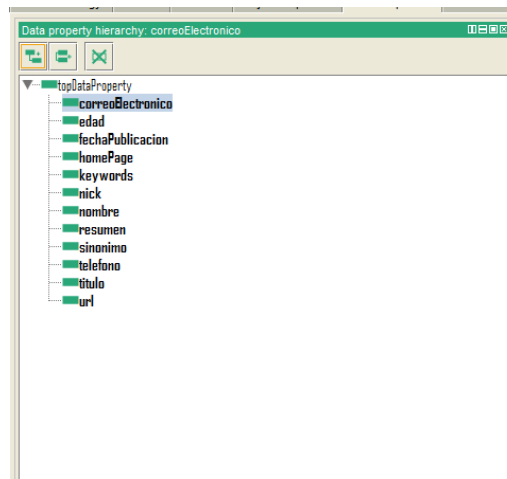 Data property hierarchy: correoElectronico
topDataProperty
correoElectronico
edad
fechaPublicacion
homePage
keywords
nick
nombre
resumen
sinonimo
telefono
titulo
url